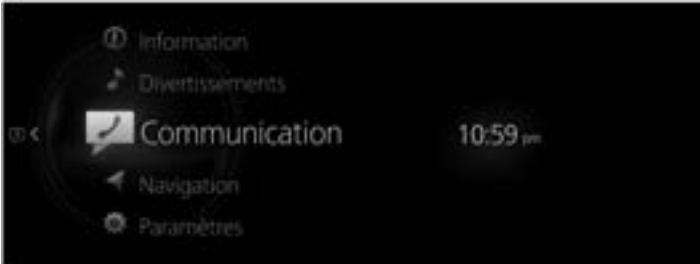 Information
Divertissements
Communication
10:59 pm
Navigation
Paramètres